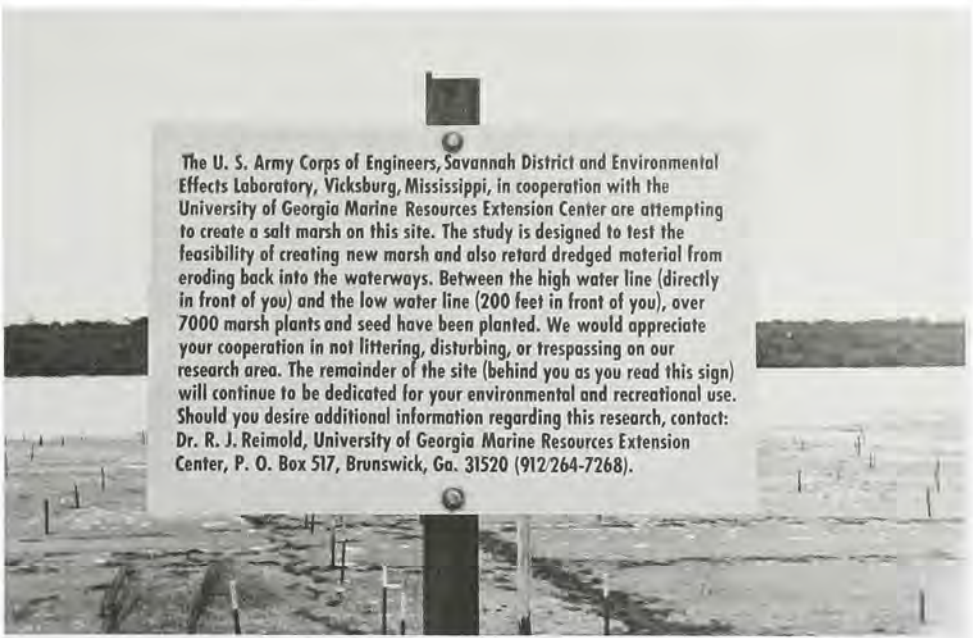 The U. S. Army Corps of Engineers, Savannah District and Environmental
Effects Laboratory, Vicksburg, Mississippi, in cooperation with the
University of Georgia Marine Resources Extension Center are attempting
to create a salt marsh on this site. The study is designed to test the
feasibility of creating new marsh and also retard dredged material from
eroding back into the waterways. Between the high water line (directly
in front of you) and the low water line (200 feet in front of you), over
7000 marsh plants and seed have been planted. We would appreciate
your cooperation in not littering, disturbing, or trespassing on our
research area. The remainder of the site (behind you as you read this sign)
will continue to be dedicated for your environmental and recreational use.
Should you desire additional information regarding this research, contact:
Dr. R. J. Reimold, University of Georgia Marine Resources Extension
Center, P. O. Box 517, Brunswick, Ga. 31520 (912/264-7268).